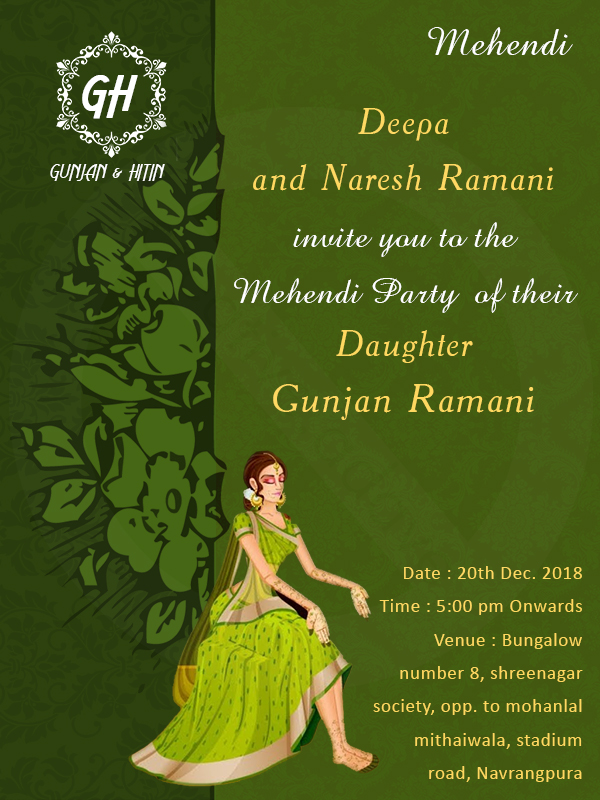 GH
GUNJAN & HITIN
Mehendi
Deepa
and Naresh Ramani
invite you to the
Mehendi Party of their
Daughter
Gunjan Ramani
Date : 20th Dec. 2018
Time : 5:00 pm Onwards
Venue : Bungalow
number 8, shreenagar
society, opp. to mohanlal
mithaiwala, stadium
road, Navrangpura